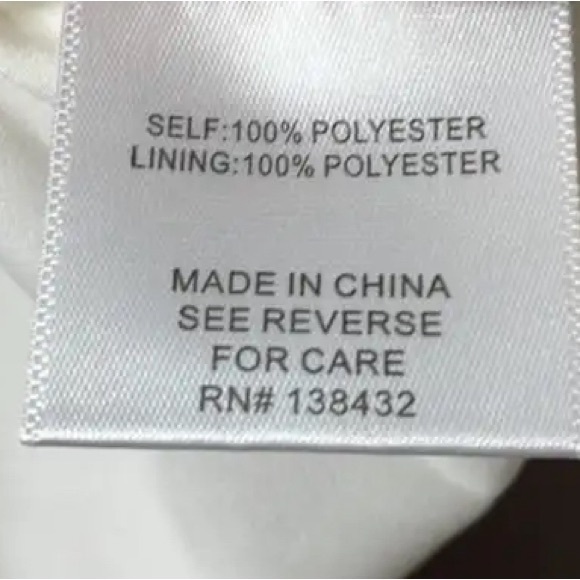 SELF:100% POLYESTER
LINING:100% POLYESTER
MADE IN CHINA
SEE REVERSE
FOR CARE
RN# 138432